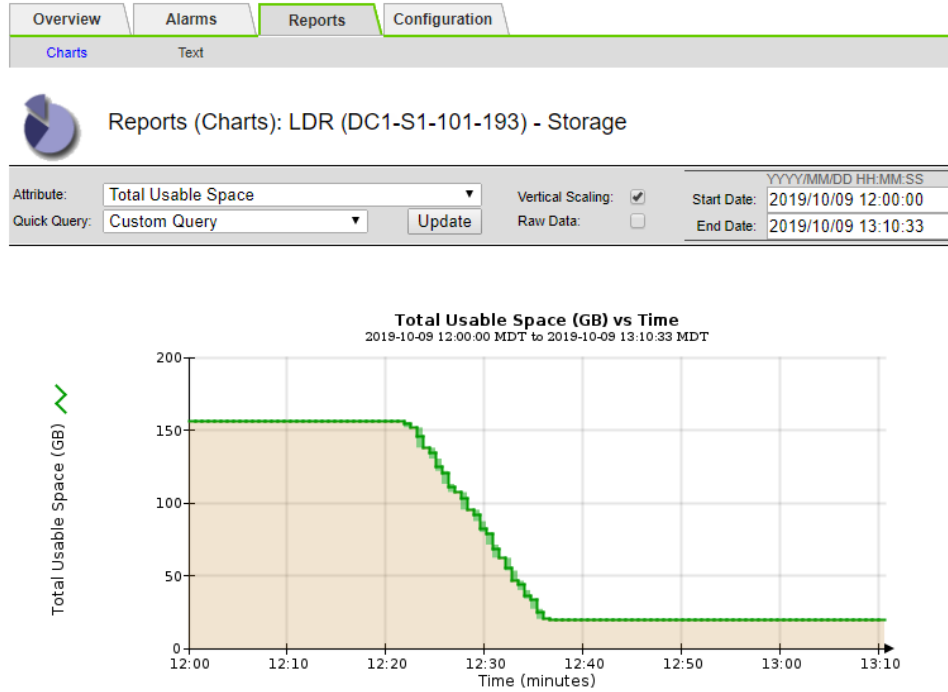 Overview Alarms Reports Configuration
Charts Text
Reports (Charts): LDR (DC1-S1-101-193) - Storage
YYYY/MM/DD HH:MM:SS
Attribute: Total Usable Space Vertical Scaling: Start Date: 2019/10/09 12:00:00
Quick Query: Custom Query Update Raw Data: End Date: 2019/10/09 13:10:33
Total Usable Space (GB) vs Time
2019-10-09 12:00:00 MDT to 2019-10-09 13:10:33 MDT
Total Usable Space (GB)
200
150
100
50
0
12:00 12:10 12:20 12:30 12:40 12:50 13:00 13:10
Time (minutes)